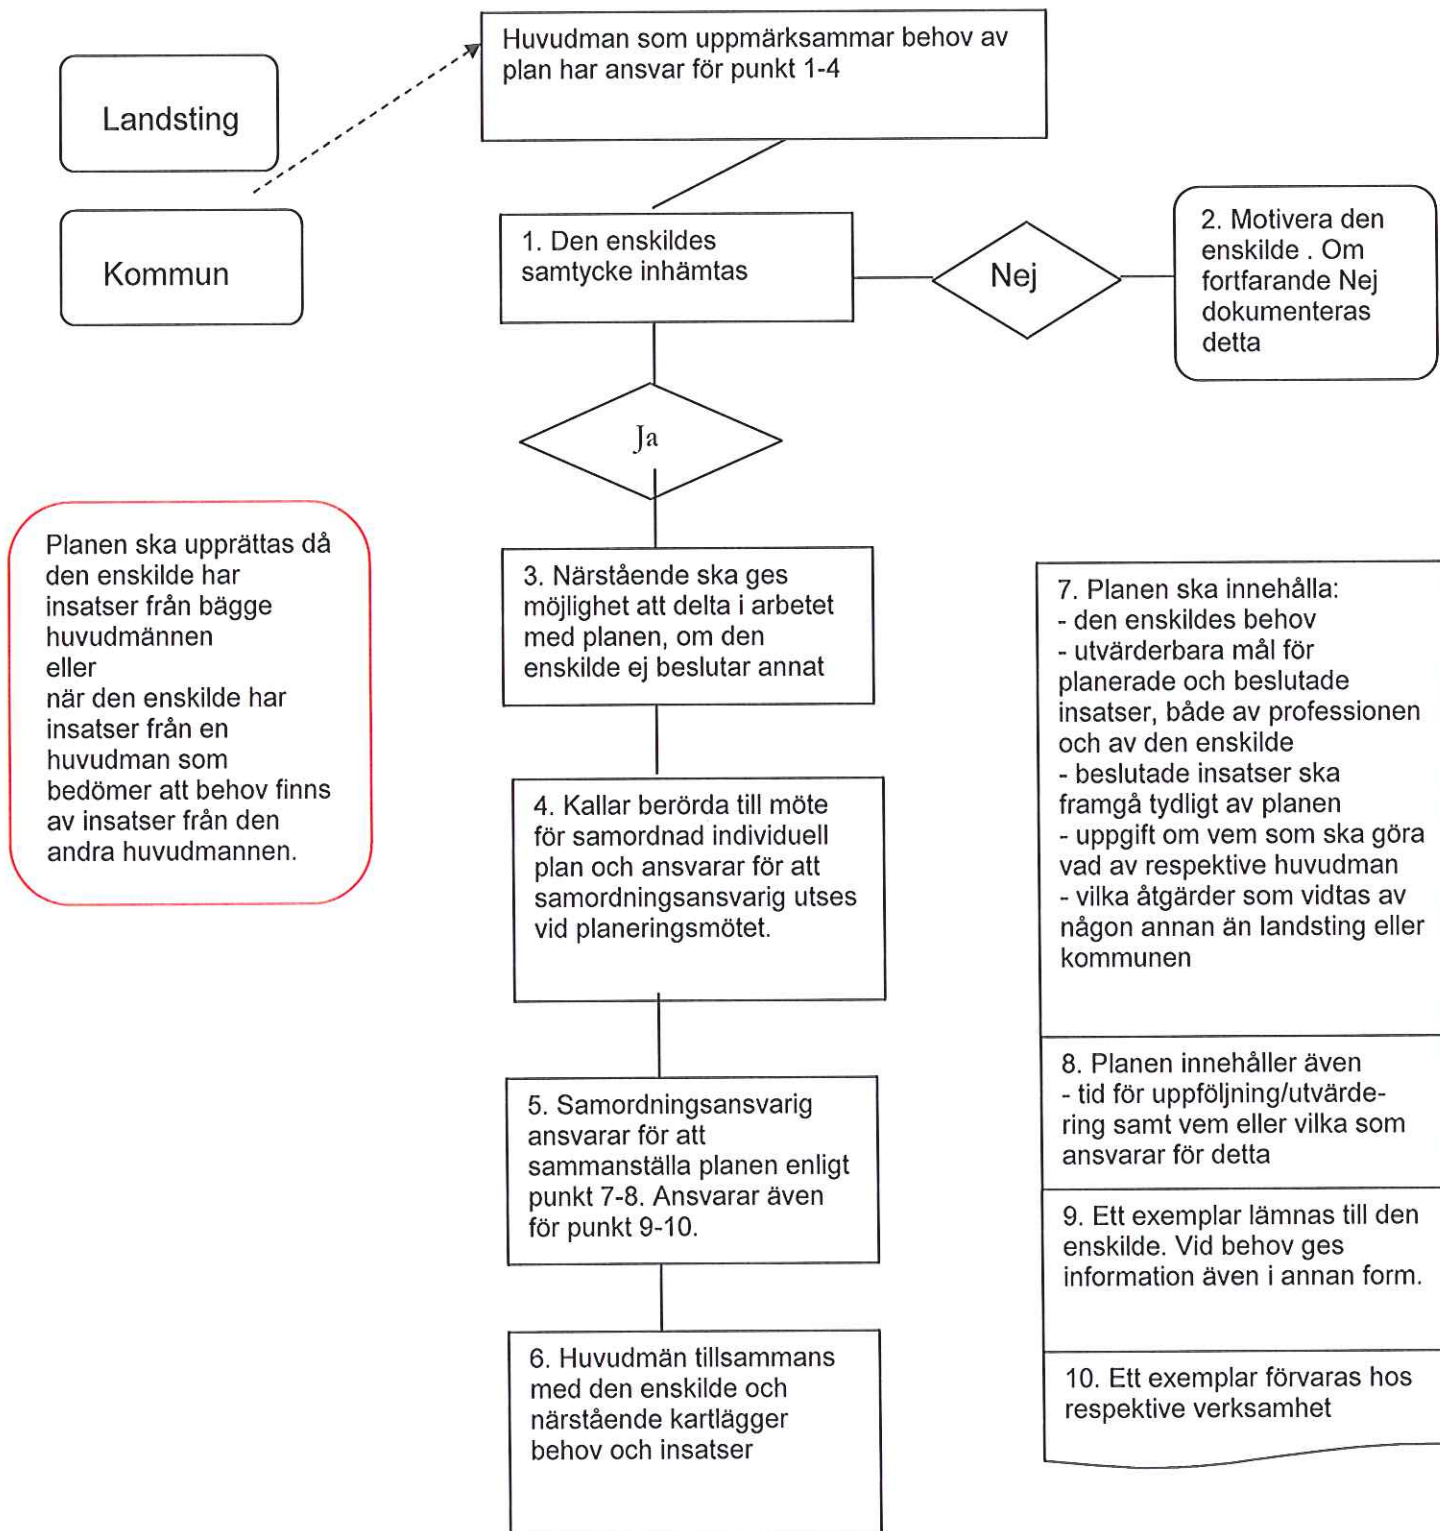 Huvudman som uppmärksammar behov av
plan har ansvar för punkt 1-4
Landsting
Kommun
1. Den enskildes
samtycke inhämtas
Nej
2. Motivera den
enskilde . Om
fortfarande Nej
dokumenteras
detta
Ja
Planen ska upprättas då
den enskilde har
insatser från bägge
huvudmännen
eller
när den enskilde har
insatser från en
huvudman som
bedömer att behov finns
av insatser från den
andra huvudmannen.
3. Närstående ska ges
möjlighet att delta i arbetet
med planen, om den
enskilde ej beslutar annat
4. Kallar berörda till möte
för samordnad individuell
plan och ansvarar för att
samordningsansvarig utses
vid planeringsmötet.
5. Samordningsansvarig
ansvarar för att
sammanställa planen enligt
punkt 7-8. Ansvarar även
för punkt 9-10.
6. Huvudmän tillsammans
med den enskilde och
närstående kartlägger
behov och insatser
7. Planen ska innehålla:
- den enskildes behov
- utvärderbara mål för
planerade och beslutade
insatser, både av professionen
och av den enskilde
- beslutade insatser ska
framgå tydligt av planen
- uppgift om vem som ska göra
vad av respektive huvudman
- vilka åtgärder som vidtas av
någon annan än landsting eller
kommunen
8. Planen innehåller även
- tid för uppföljning/utvärde-
ring samt vem eller vilka som
ansvarar för detta
9. Ett exemplar lämnas till den
enskilde. Vid behov ges
information även i annan form.
10. Ett exemplar förvaras hos
respektive verksamhet